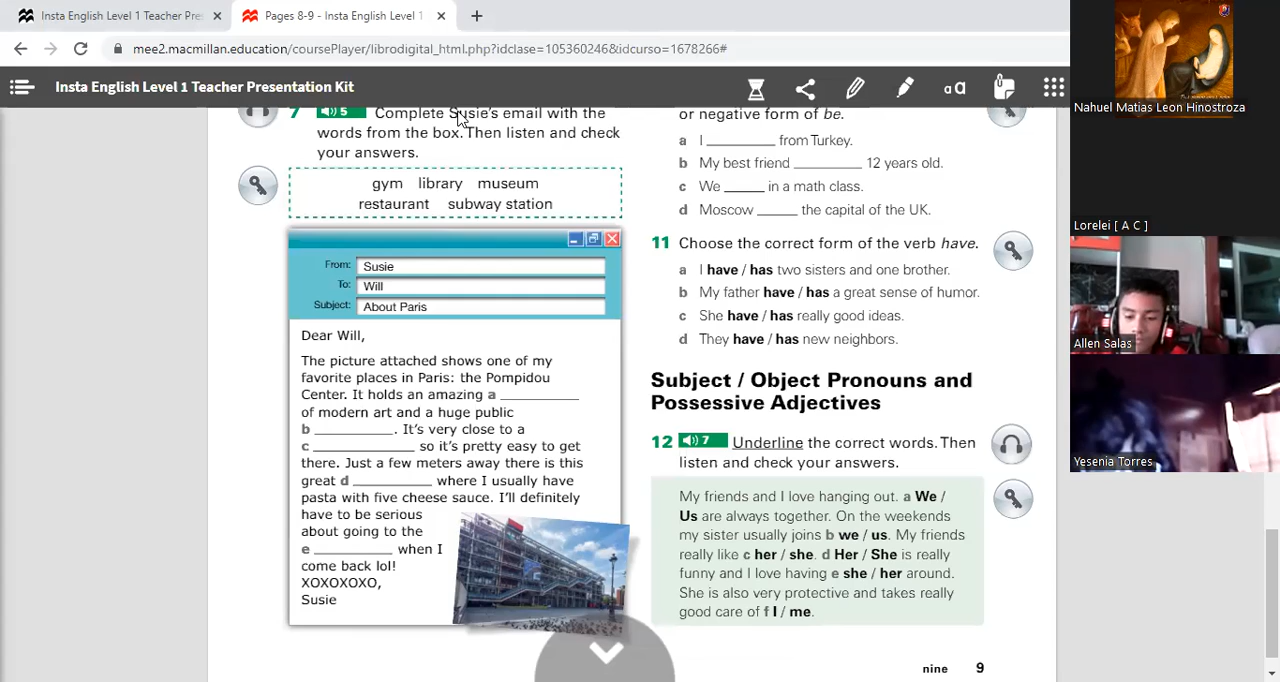 Insta English Level 1 Teacher Pre
Pages 8-9 - Insta English Level 1
mee2.macmillan.education/coursePlayer/librodigital_html.php?idclase=105360246&idcurso=1678266#
Insta English Level 1 Teacher Presentation Kit
aa
7 5 Complete Susie's email with the
words from the box. Then listen and check
your answers.
gym library museum
restaurant subway station
From: Susie
To: Will
Subject: About Paris
Dear Will,
The picture attached shows one of my
favorite places in Paris: the Pompidou
Center. It holds an amazing a __________
of modern art and a huge public
b __________. It's very close to a
c __________ so it's pretty easy to get
there. Just a few meters away there is this
great d __________ where I usually have
pasta with five cheese sauce. I'll definitely
have to be serious
about going to the
e __________ when I
come back lol!
XOXOXOXO,
Susie
or negative form of be.
a I __________ from Turkey.
b My best friend __________ 12 years old.
c We ______ in a math class.
d Moscow ______ the capital of the UK.
11 Choose the correct form of the verb have.
a I have / has two sisters and one brother.
b My father have / has a great sense of humor.
c She have / has really good ideas.
d They have / has new neighbors.
Subject / Object Pronouns and
Possessive Adjectives
12 7 Underline the correct words. Then
listen and check your answers.
My friends and I love hanging out. a We /
Us are always together. On the weekends
my sister usually joins b we / us. My friends
really like c her / she. d Her / She is really
funny and I love having e she / her around.
She is also very protective and takes really
good care of f I / me.
nine 9
Nahuel Matias Leon Hinostroza
Lorelei [ A C ]
Allen Salas
Yesenia Torres